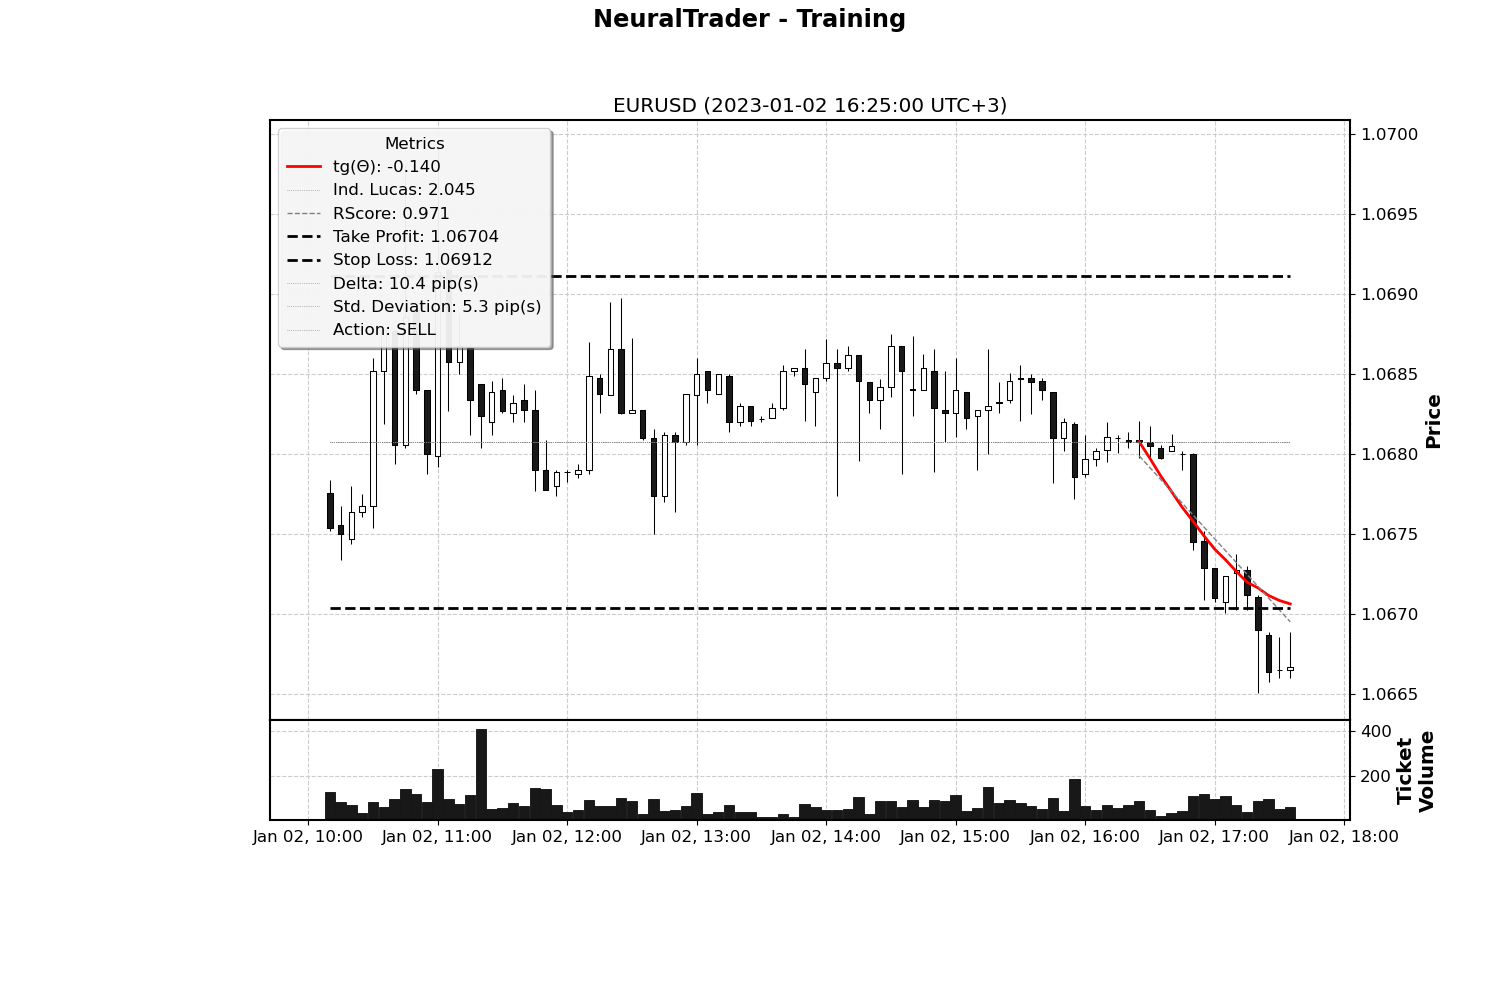 NeuralTrader - Training
EURUSD (2023-01-02 16:25:00 UTC+3)
Metrics
tg(Θ): -0.140
Ind. Lucas: 2.045
RScore: 0.971
Take Profit: 1.06704
Stop Loss: 1.06912
Delta: 10.4 pip(s)
Std. Deviation: 5.3 pip(s)
Action: SELL
1.0700
1.0695
1.0690
1.0685
1.0680
1.0675
1.0670
1.0665
Price
400
200
Ticket
Volume
Jan 02, 10:00
Jan 02, 11:00
Jan 02, 12:00
Jan 02, 13:00
Jan 02, 14:00
Jan 02, 15:00
Jan 02, 16:00
Jan 02, 17:00
Jan 02, 18:00